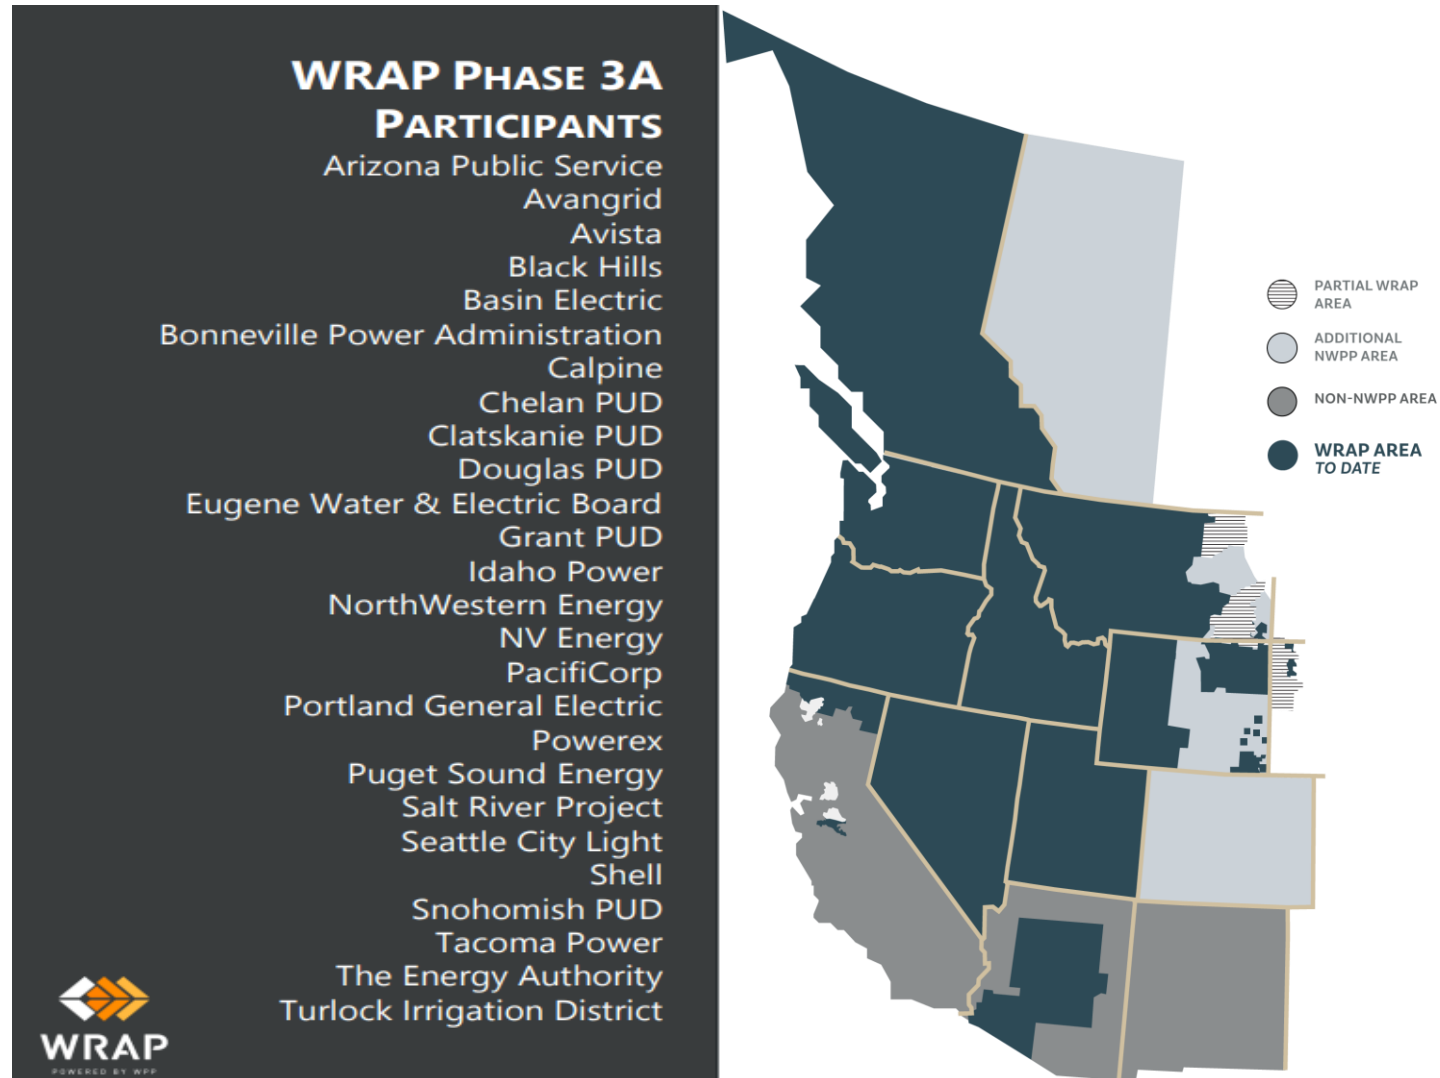 WRAP PHASE 3A
PARTICIPANTS
Arizona Public Service
Avangrid
Avista
Black Hills
Basin Electric
Bonneville Power Administration
Calpine
Chelan PUD
Clatskanie PUD
Douglas PUD
Eugene Water & Electric Board
Grant PUD
Idaho Power
NorthWestern Energy
NV Energy
PacifiCorp
Portland General Electric
Powerex
Puget Sound Energy
Salt River Project
Seattle City Light
Shell
Snohomish PUD
Tacoma Power
The Energy Authority
Turlock Irrigation District
WRAP
POWERED BY WPP
PARTIAL WRAP
AREA
ADDITIONAL
NWPP AREA
NON-NWPP AREA
WRAP AREA
TO DATE